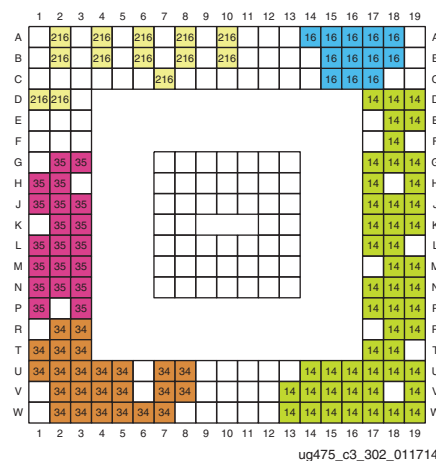 1 2 3 4 5 6 7 8 9 10 11 12 13 14 15 16 17 18 19
A 216 216 216 216 216 14 16 16 16 16 A
B 216 216 216 216 216 16 16 16 16 B
C 216 16 16 16 C
D 216 216 14 14 14 D
E 14 14 E
F 14 F
G 35 35 14 14 14 G
H 35 35 14 14 H
J 35 35 35 14 14 14 J
K 35 35 14 14 14 K
L 35 35 35 14 14 L
M 35 35 35 14 14 M
N 35 35 35 14 14 14 N
P 35 35 14 14 14 P
R 34 34 14 14 R
T 34 34 34 14 14 T
U 34 34 34 34 34 34 34 14 14 14 14 14 14 U
V 34 34 34 34 34 34 14 14 14 14 14 14 V
W 34 34 34 34 34 34 14 14 14 14 14 14 14 W
1 2 3 4 5 6 7 8 9 10 11 12 13 14 15 16 17 18 19
ug475_c3_302_011714